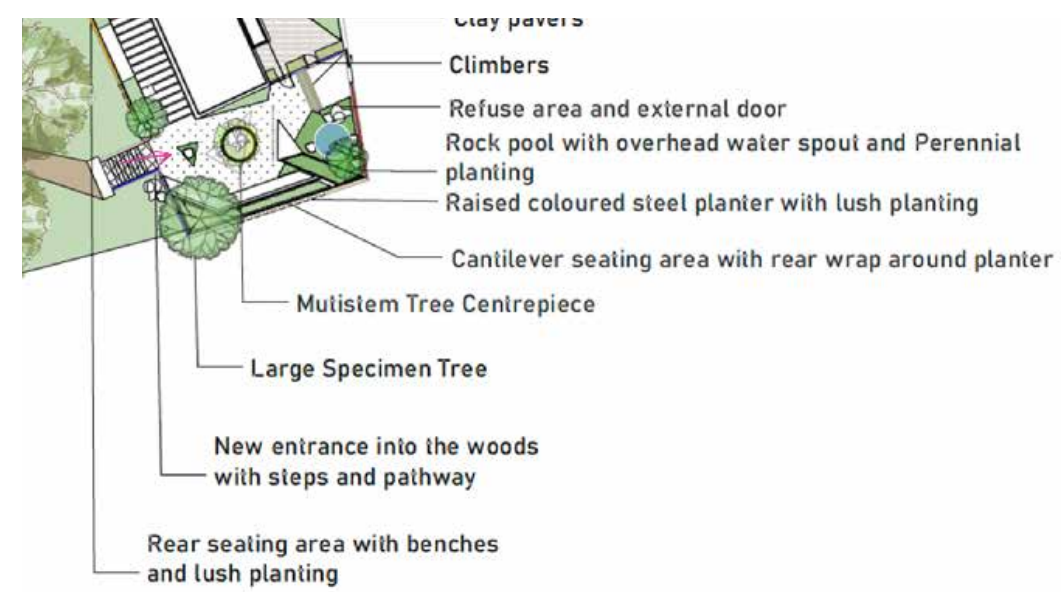 Clay pavers
Climbers
Refuse area and external door
Rock pool with overhead water spout and Perennial
planting
Raised coloured steel planter with lush planting
Cantilever seating area with rear wrap around planter
Mutistem Tree Centrepiece
Large Specimen Tree
New entrance into the woods
with steps and pathway
Rear seating area with benches
and lush planting